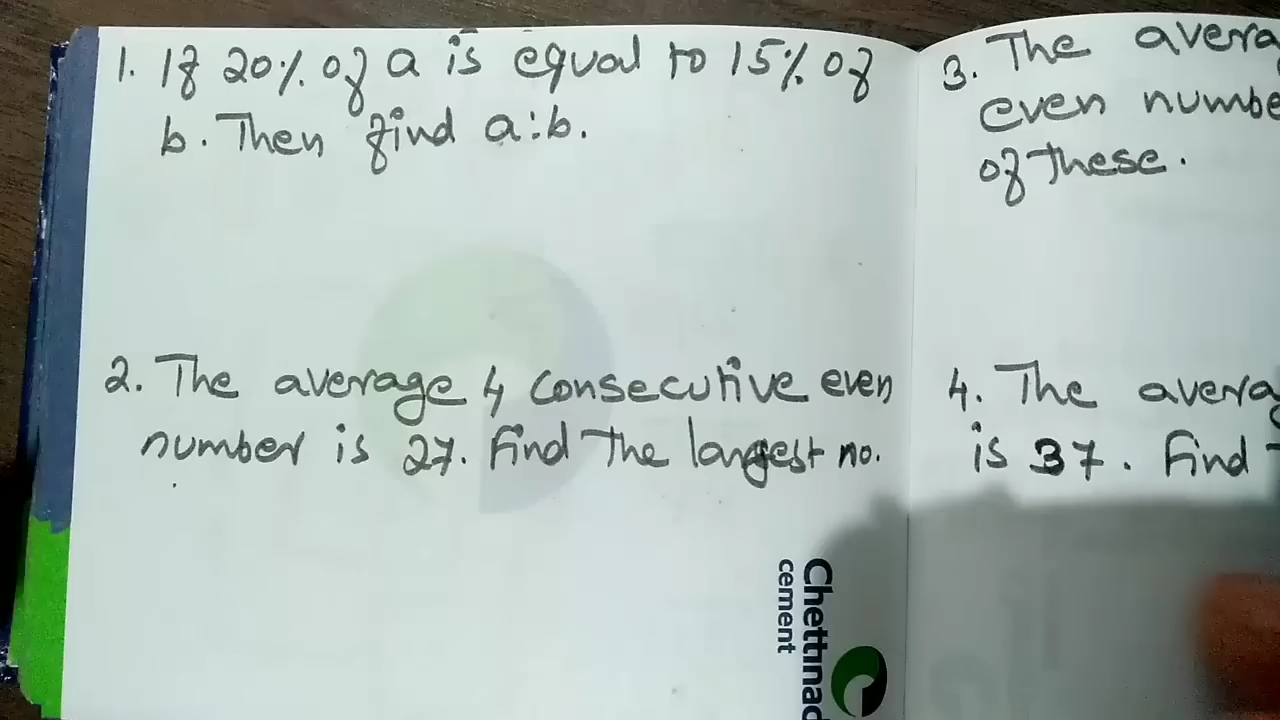 1. If 20% of a is equal to 15% of
b. Then find a:b.
2. The average 4 consecutive even
number is 27. Find The largest no.
Chettinad
cement
3. The avera
even numbe
of these.
4. The avera
is 37. Find